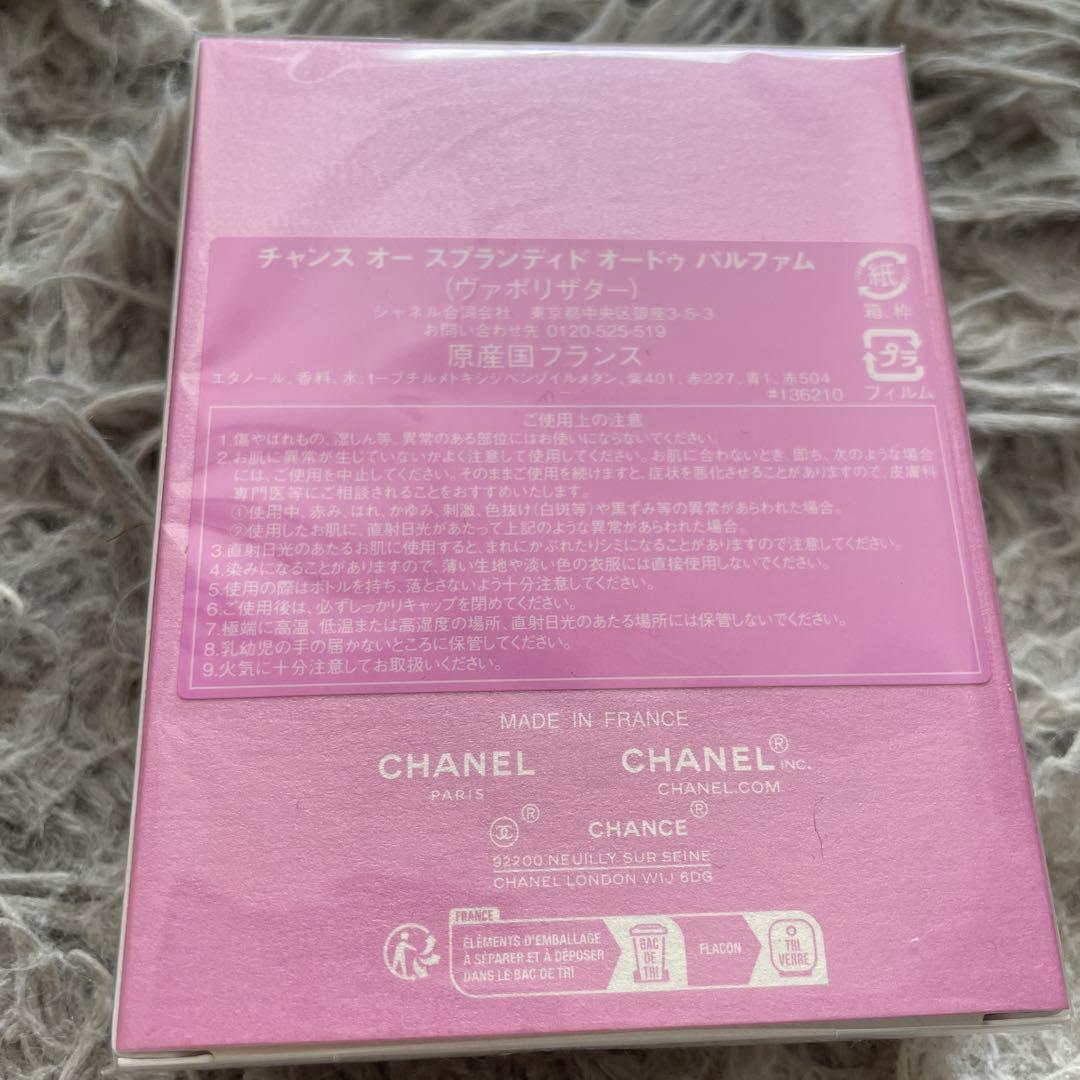 チャンス オー スプランディド オードゥ パルファム
(ヴァポリザター)
シャネル合同会社 東京都中央区銀座3-5-3
お問い合わせ先 0120-525-519
原産国フランス
エタノール、香料、水、t-ブチルメトキシジベンゾイルメタン、紫401、赤227、青1、赤504
#136210
紙
箱、枠
プラ
フィルム
ご使用上の注意
1.傷やはれもの、湿しん等、異常のある部位にはお使いにならないでください。
2.お肌に異常が生じていないかよく注意して使用してください。お肌に合わないとき、即ち、次のような場合
には、ご使用を中止してください。そのままご使用を続けますと、症状を悪化させることがありますので、皮膚科
専門医等にご相談されることをおすすめいたします。
①使用中、赤み、はれ、かゆみ、刺激、色抜け(白斑等)や黒ずみ等の異常があらわれた場合。
②使用したお肌に、直射日光があたって上記のような異常があらわれた場合。
3.直射日光のあたるお肌に使用すると、まれにかぶれたりシミになることがありますので注意してください。
4.染みになることがありますので、薄い生地や淡い色の衣服には直接使用しないでください。
5.使用の際はボトルを持ち、落とさないよう十分注意してください。
6.ご使用後は、必ずしっかりキャップを閉めてください。
7.極端に高温、低温または高湿度の場所、直射日光のあたる場所には保管しないでください。
8.乳幼児の手の届かないところに保管してください。
9.火気に十分注意してお取扱いください。
MADE IN FRANCE
CHANEL
PARIS
CHANEL® INC.
CHANEL.COM
®
CHANCE®
92200 NEUILLY SUR SEINE
CHANEL LONDON W1J 6DG
FRANCE
ÉLÉMENTS D'EMBALLAGE
À SÉPARER ET À DÉPOSER
DANS LE BAC DE TRI
BAC
DE
TRI
FLACON
TRI
VERRE